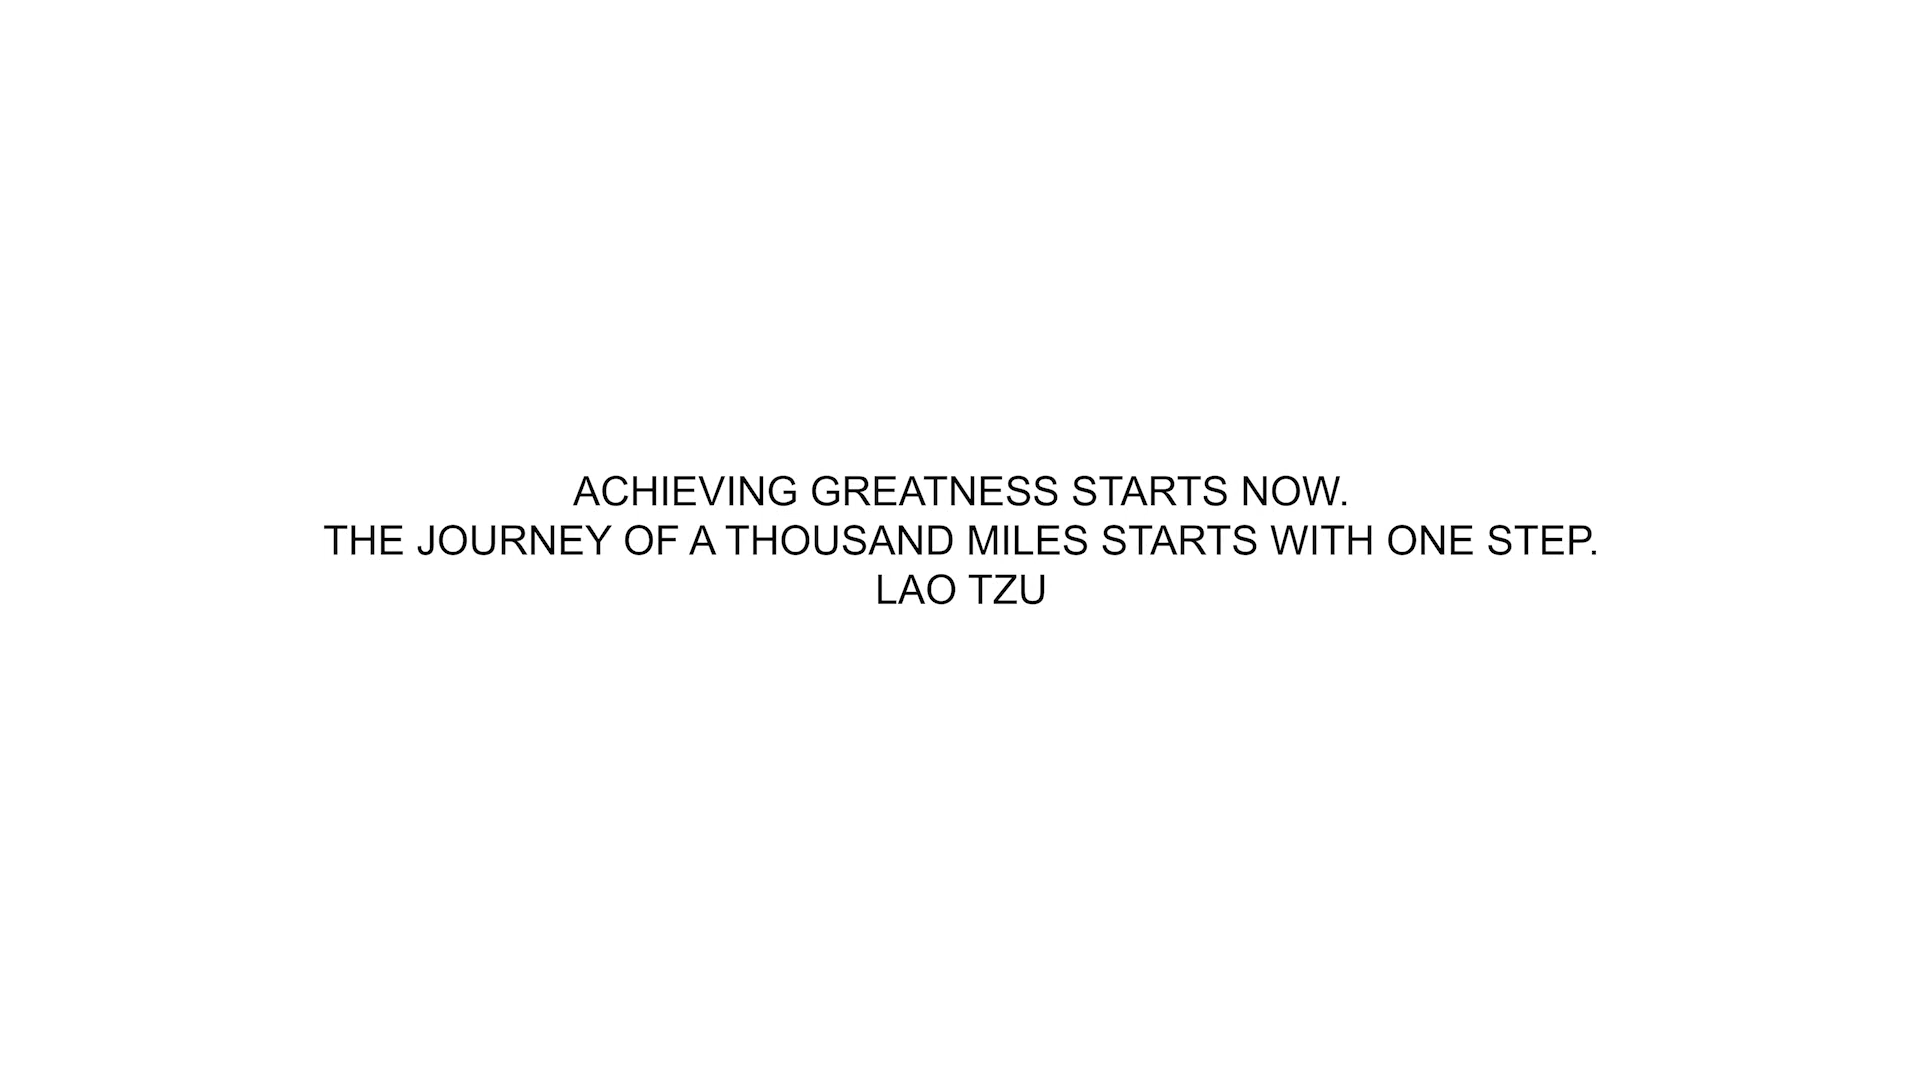 ACHIEVING GREATNESS STARTS NOW.
THE JOURNEY OF A THOUSAND MILES STARTS WITH ONE STEP.
LAO TZU